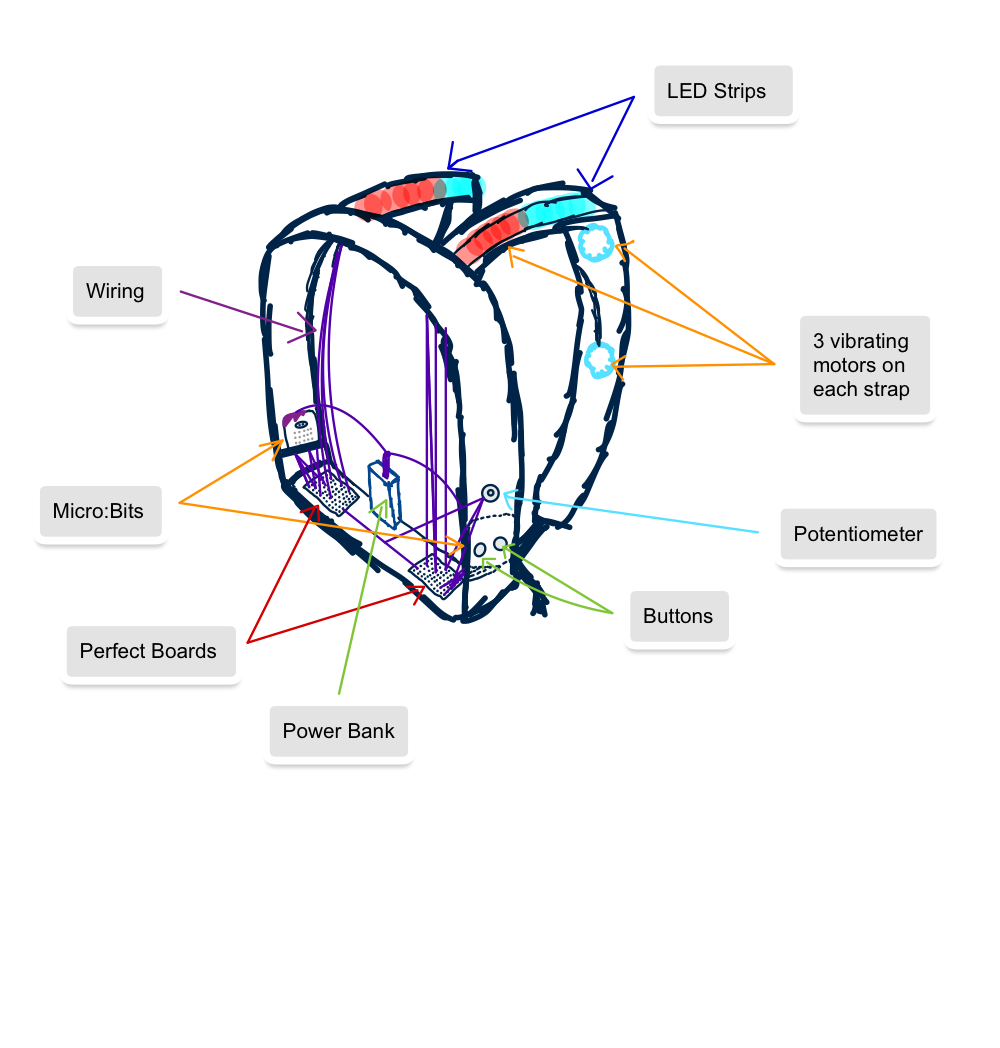 LED Strips
Wiring
3 vibrating
motors on
each strap
Micro:Bits
Potentiometer
Buttons
Perfect Boards
Power Bank